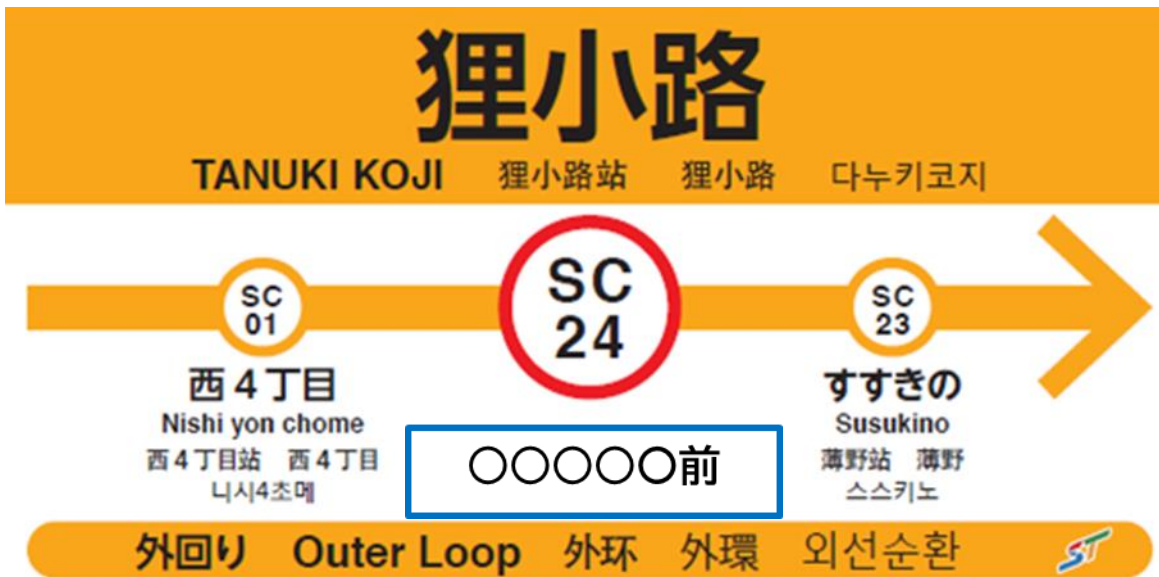 狸小路
TANUKI KOJI 狸小路站 狸小路 다누키코지
SC
01
SC
24
SC
23
西4丁目
Nishi yon chome
西4丁目站 西4丁目
니시4초메
〇〇〇〇〇前
すすきの
Susukino
薄野站 薄野
스스키노
外回り Outer Loop 外环 外環 외선순환 ST